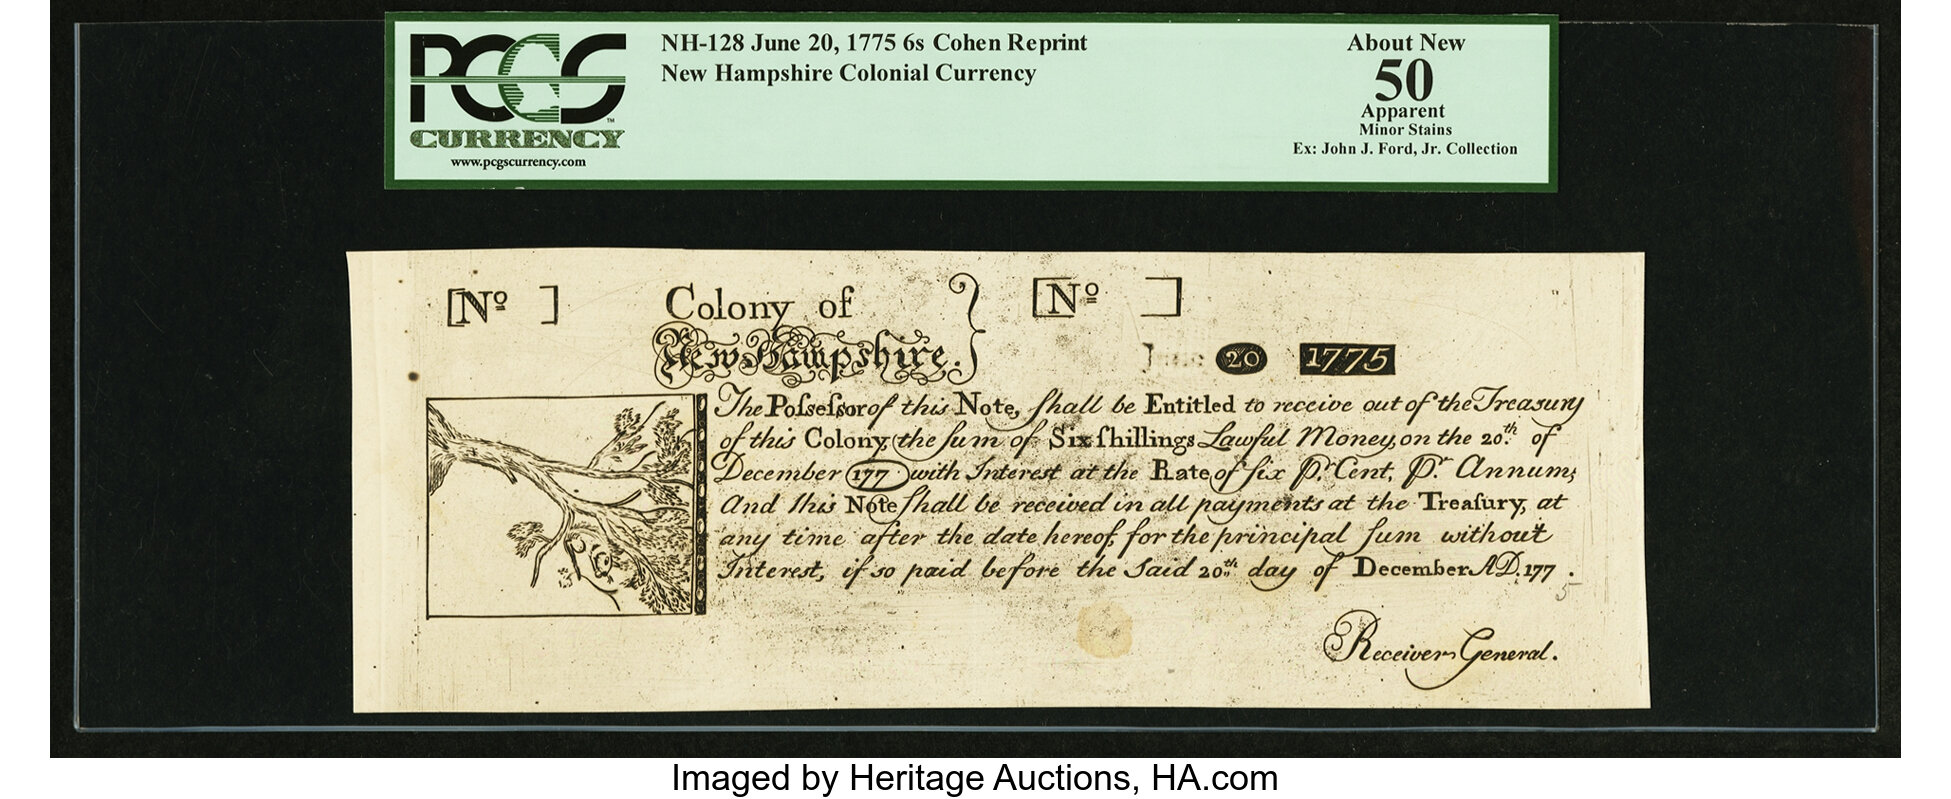 PCGS
CURRENCY
www.pcgscurrency.com
NH-128 June 20, 1775 6s Cohen Reprint
New Hampshire Colonial Currency
About New
50
Apparent
Minor Stains
Ex: John J. Ford, Jr. Collection
[Nº ]
Colony of
New Hampshire.
[Nº ]
June 20 1775
The Poſseſsor of this Note, ſhall be Entitled to receive out of the Treasury
of this Colony, the ſum of Six ſhillings Lawful Money, on the 20.th of
December 177 with Interest at the Rate of ſix Pr. Cent, Pr. Annum;
And this Note ſhall be received in all payments at the Treaſury, at
any time after the date hereof, for the principal ſum without
Interest, if so paid before the Said 20th day of December AD. 177 .
5
Receiver General.
Imaged by Heritage Auctions, HA.com